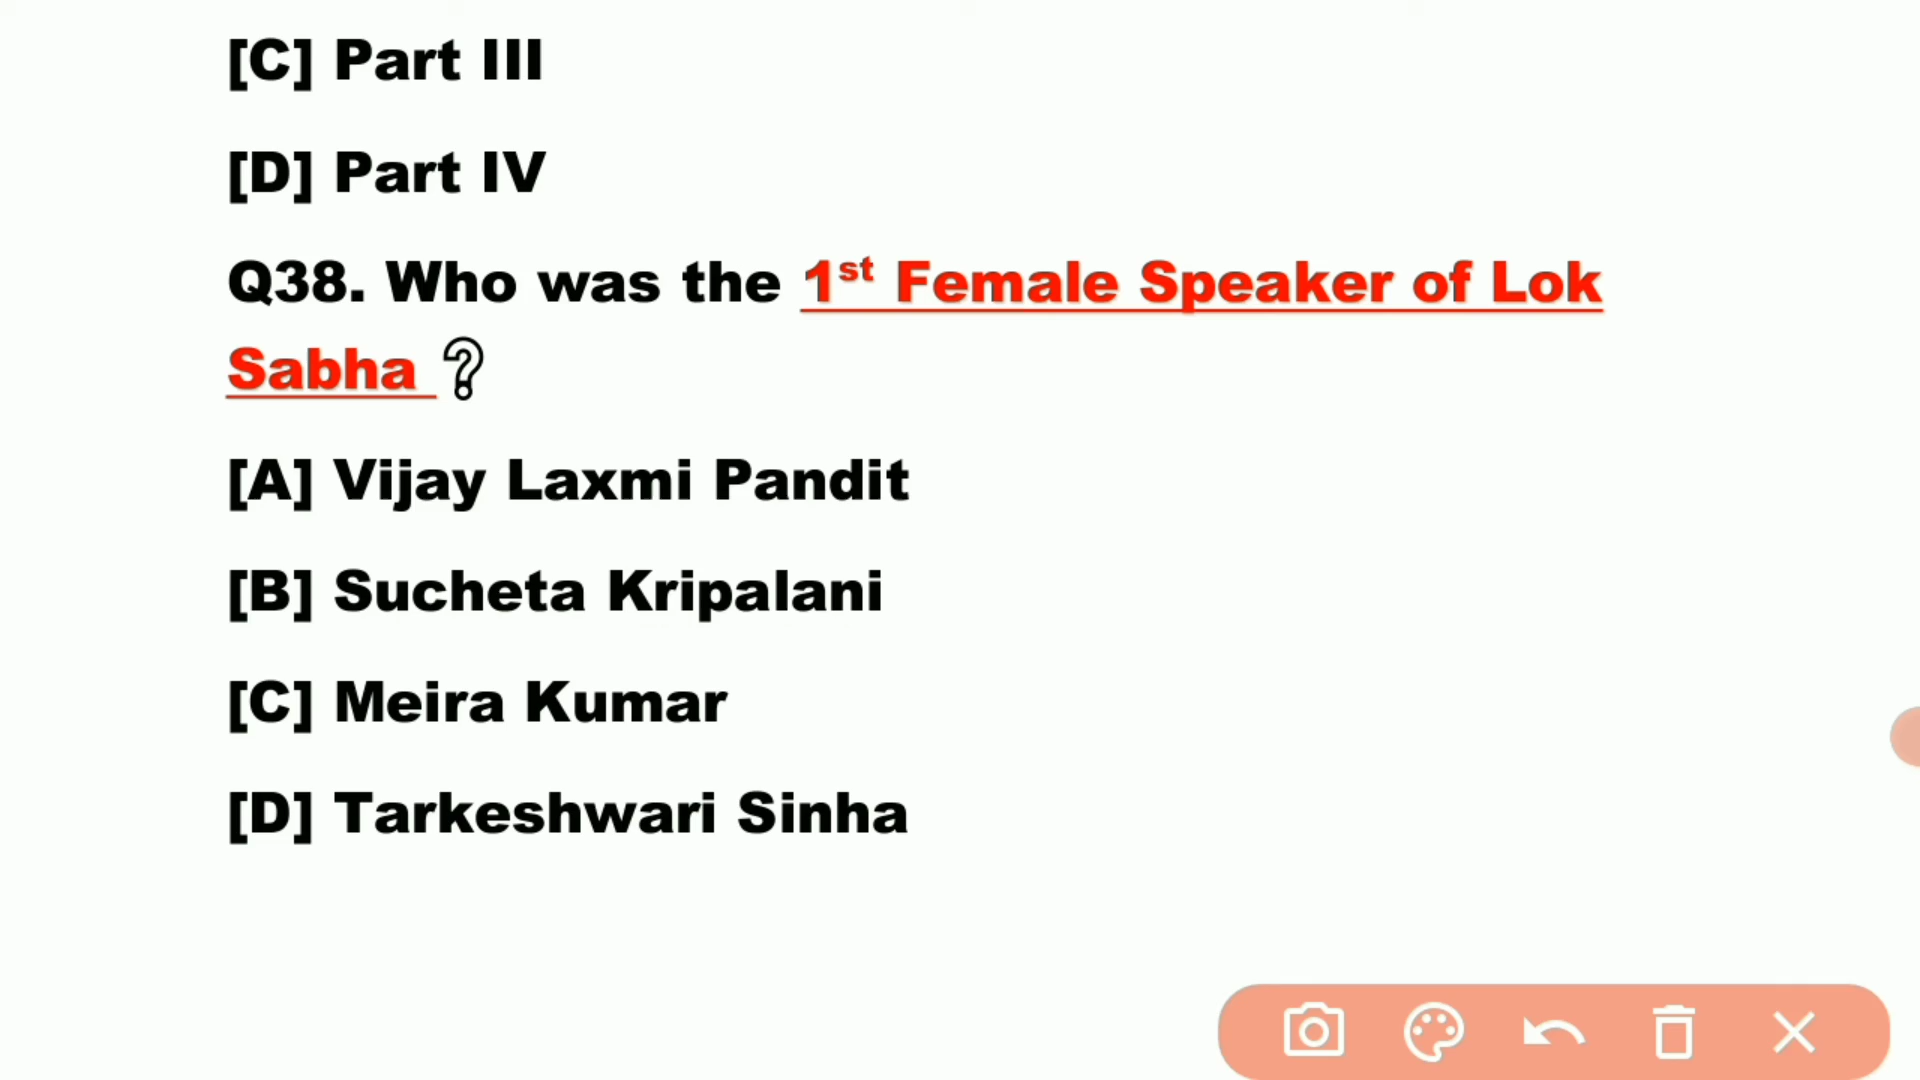 [C] Part III
[D] Part IV
Q38. Who was the 1st Female Speaker of Lok
Sabha ?
[A] Vijay Laxmi Pandit
[B] Sucheta Kripalani
[C] Meira Kumar
[D] Tarkeshwari Sinha